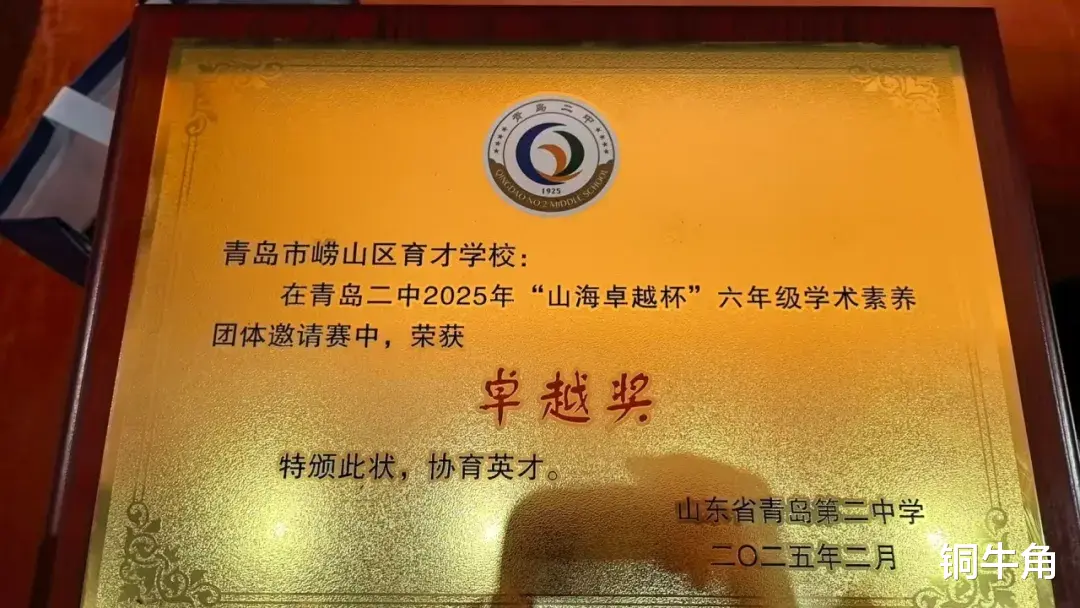 青岛二中
1925
QINGDAO NO.2 MIDDLE SCHOOL
青岛市崂山区育才学校：
在青岛二中2025年“山海卓越杯”六年级学术素养
团体邀请赛中，荣获
卓越奖
特颁此状，协育英才。
山东省青岛第二中学
二〇二五年二月
铜牛角